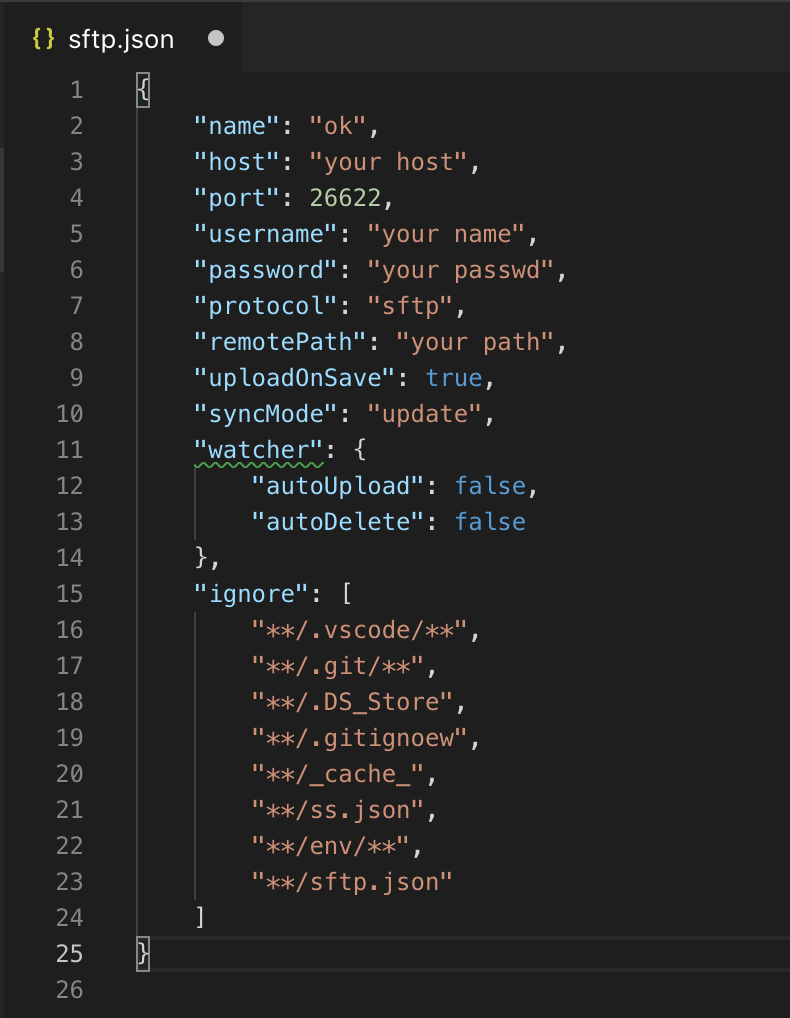 {} sftp.json
1 {
2 "name": "ok",
3 "host": "your host",
4 "port": 26622,
5 "username": "your name",
6 "password": "your passwd",
7 "protocol": "sftp",
8 "remotePath": "your path",
9 "uploadOnSave": true,
10 "syncMode": "update",
11 "watcher": {
12 "autoUpload": false,
13 "autoDelete": false
14 },
15 "ignore": [
16 "**/.vscode/**",
17 "**/.git/**",
18 "**/.DS_Store",
19 "**/.gitignoew",
20 "**/_cache_",
21 "**/ss.json",
22 "**/env/**",
23 "**/sftp.json"
24 ]
25 }
26